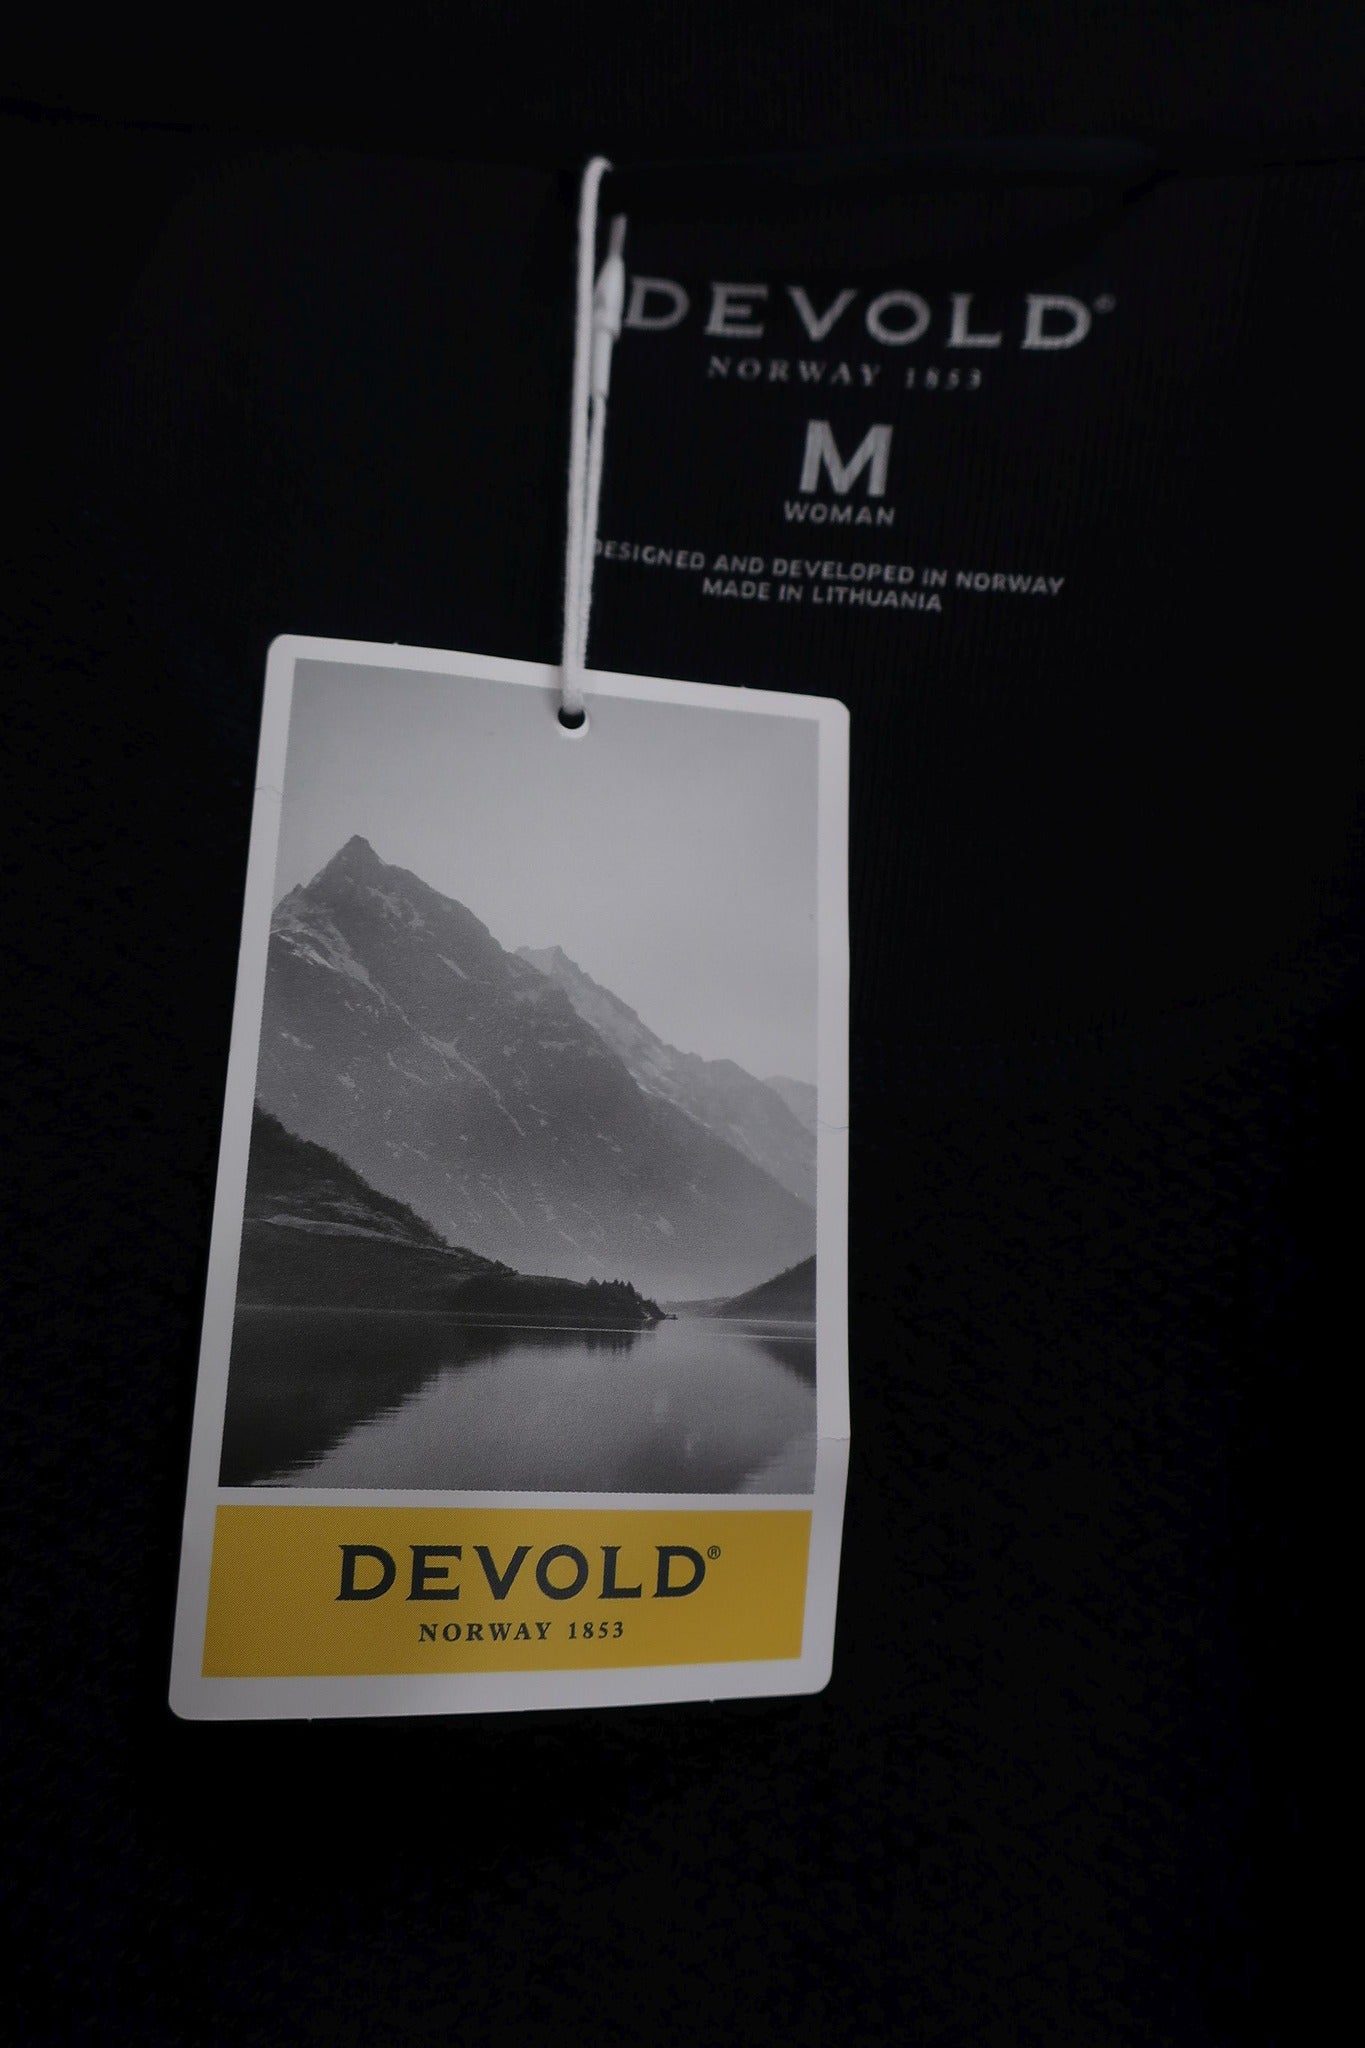 DEVOLD®
NORWAY 1853
M
WOMAN
DESIGNED AND DEVELOPED IN NORWAY
MADE IN LITHUANIA
DEVOLD®
NORWAY 1853